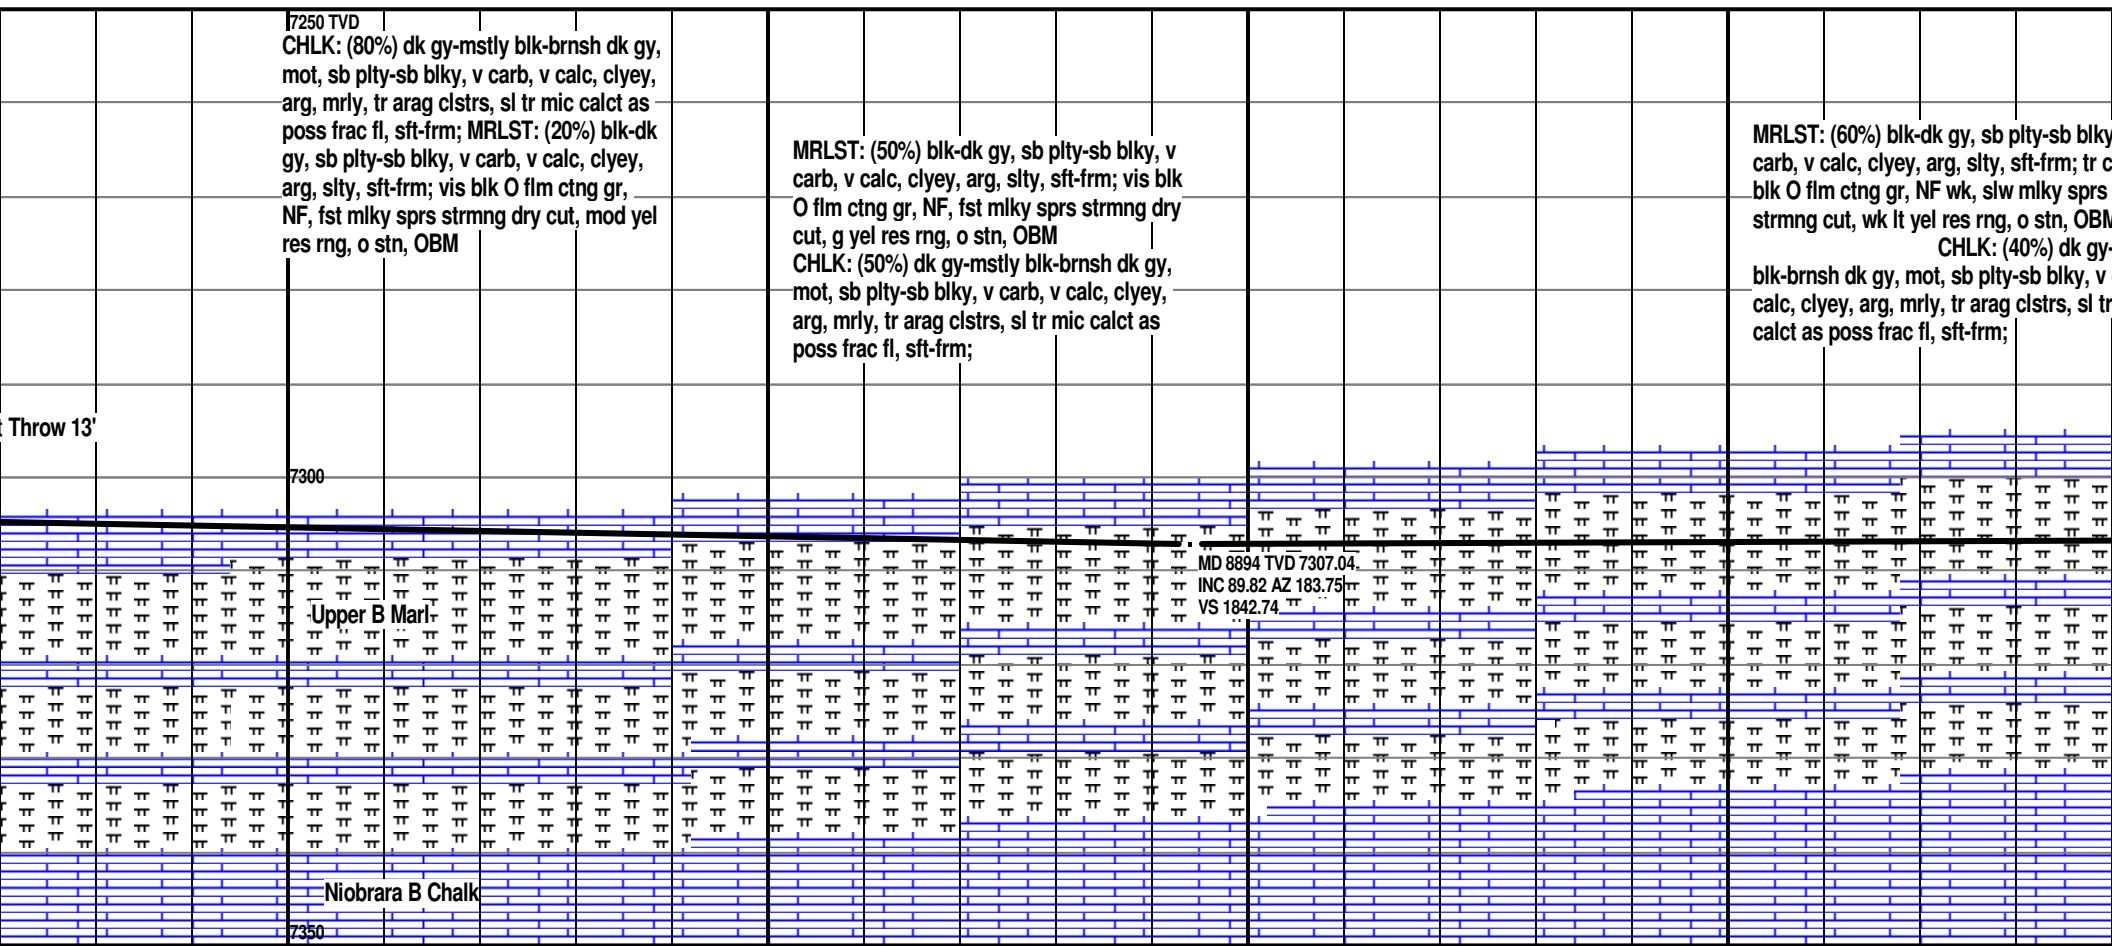 7250 TVD
CHLK: (80%) dk gy-mstly blk-brnsh dk gy,
mot, sb plty-sb blky, v carb, v calc, clyey,
arg, mrly, tr arag clstrs, sl tr mic calct as
poss frac fl, sft-frm; MRLST: (20%) blk-dk
gy, sb plty-sb blky, v carb, v calc, clyey,
arg, slty, sft-frm; vis blk O flm ctng gr,
NF, fst mlky sprs strmng dry cut, mod yel
res rng, o stn, OBM
MRLST: (50%) blk-dk gy, sb plty-sb blky, v
carb, v calc, clyey, arg, slty, sft-frm; vis blk
O flm ctng gr, NF, fst mlky sprs strmng dry
cut, g yel res rng, o stn, OBM
CHLK: (50%) dk gy-mstly blk-brnsh dk gy,
mot, sb plty-sb blky, v carb, v calc, clyey,
arg, mrly, tr arag clstrs, sl tr mic calct as
poss frac fl, sft-frm;
MRLST: (60%) blk-dk gy, sb plty-sb blky
carb, v calc, clyey, arg, slty, sft-frm; tr c
blk O flm ctng gr, NF wk, slw mlky sprs
strmng cut, wk lt yel res rng, o stn, OBM
CHLK: (40%) dk gy-
blk-brnsh dk gy, mot, sb plty-sb blky, v
calc, clyey, arg, mrly, tr arag clstrs, sl tr
calct as poss frac fl, sft-frm;
t Throw 13'
7300
MD 8894 TVD 7307.04
INC 89.82 AZ 183.75
VS 1842.74
Upper B Marl
Niobrara B Chalk
7350